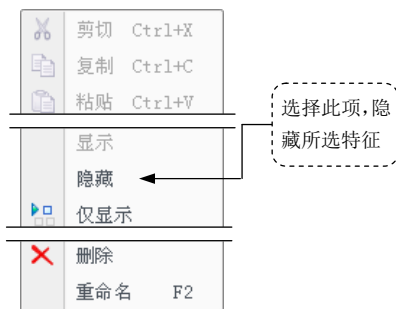 剪切 Ctrl+X
复制 Ctrl+C
粘贴 Ctrl+V
显示
隐藏
仅显示
删除
重命名 F2
选择此项,隐
藏所选特征